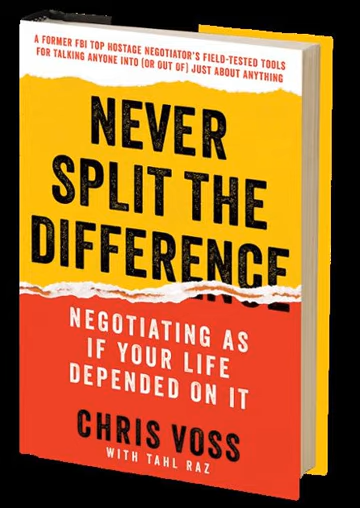 A FORMER FBI TOP HOSTAGE NEGOTIATOR'S FIELD-TESTED TOOLS
FOR TALKING ANYONE INTO (OR OUT OF) JUST ABOUT ANYTHING
NEVER
SPLIT THE
DIFFERENCE
NEGOTIATING AS
IF YOUR LIFE
DEPENDED ON IT
CHRIS VOSS
WITH TAHL RAZ